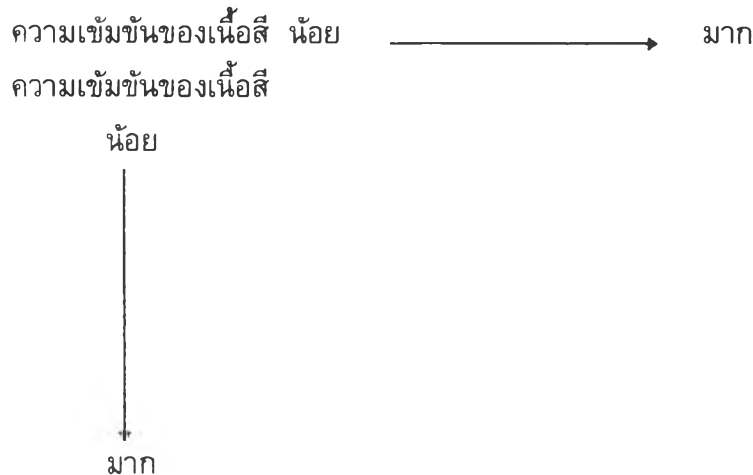 ความเข้มข้นของเนื้อสี น้อย มาก
ความเข้มข้นของเนื้อสี
น้อย
มาก